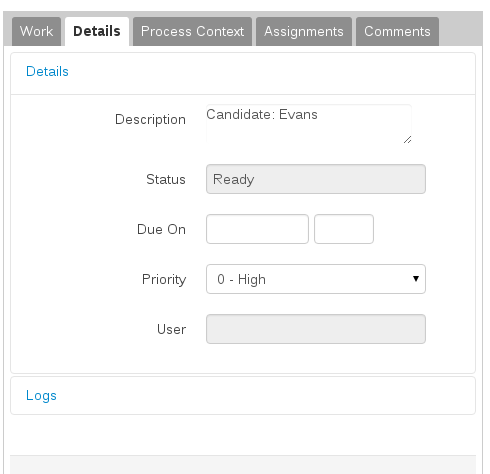 Work Details Process Context Assignments Comments
Details
Description Candidate: Evans
Status Ready
Due On
Priority 0 - High
User
Logs